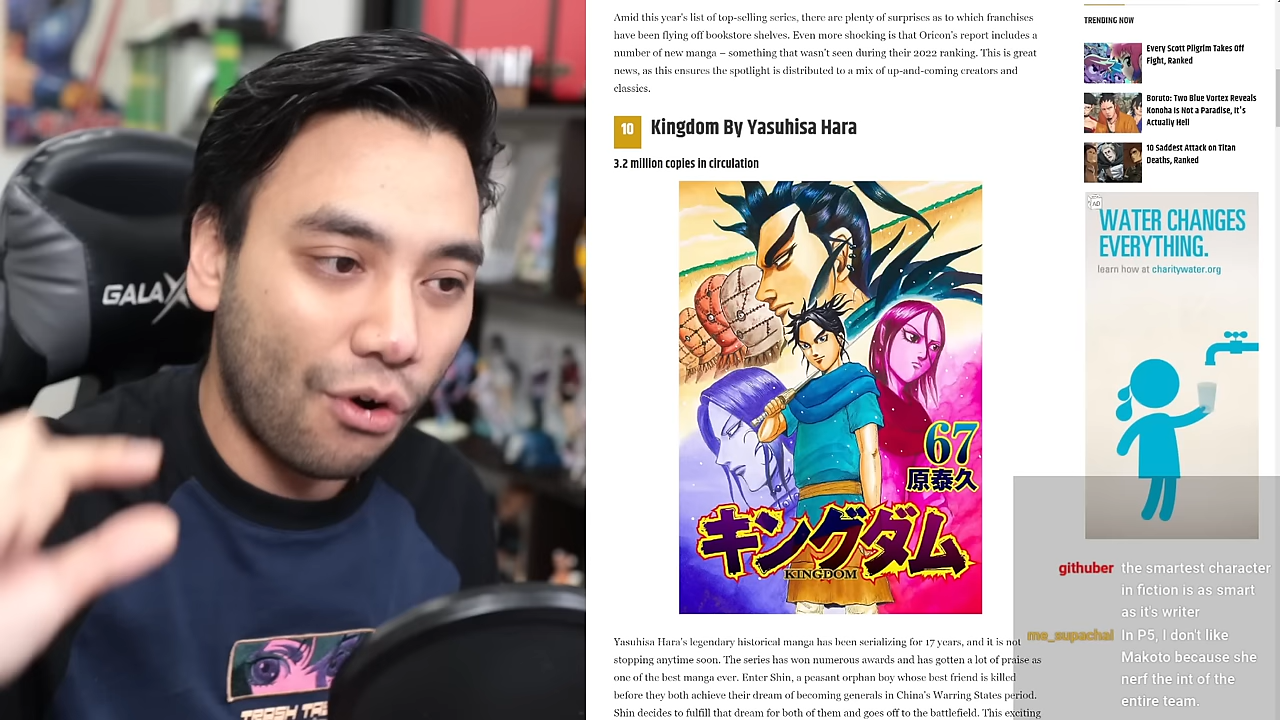 GALAX
TRASH TAS
Amid this year's list of top-selling series, there are plenty of surprises as to which franchises
have been flying off bookstore shelves. Even more shocking is that Oricon's report includes a
number of new manga – something that wasn't seen during their 2022 ranking. This is great
news, as this ensures the spotlight is distributed to a mix of up-and-coming creators and
classics.
10 Kingdom By Yasuhisa Hara
3.2 million copies in circulation
67
原泰久
キングダム
KINGDOM
Yasuhisa Hara's legendary historical manga has been serializing for 17 years, and it is not
stopping anytime soon. The series has won numerous awards and has gotten a lot of praise as
one of the best manga ever. Enter Shin, a peasant orphan boy whose best friend is killed
before they both achieve their dream of becoming generals in China's Warring States period.
Shin decides to fulfill that dream for both of them and goes off to the battlefield. This exciting
TRENDING NOW
Every Scott Pilgrim Takes Off
Fight, Ranked
Boruto: Two Blue Vortex Reveals
Konoha Is Not a Paradise, It's
Actually Hell
10 Saddest Attack on Titan
Deaths, Ranked
AD
WATER CHANGES
EVERYTHING.
learn how at charitywater.org
githuber the smartest character
in fiction is as smart
as it's writer
me_supachai In P5, I don't like
Makoto because she
nerf the int of the
entire team.